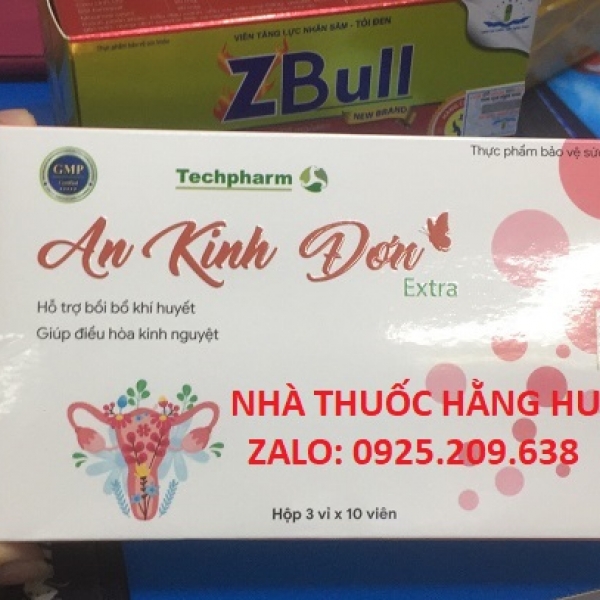 VIÊN TĂNG LỰC NHÂN SÂM - TỎI ĐEN
ZBull
NEW BRAND
GMP
Certified
Techpharm
Thực phẩm bảo vệ
An Kinh Đơn
Extra
Hỗ trợ bồi bổ khí huyết
Giúp điều hòa kinh nguyệt
NHÀ THUỐC HẰNG HU
ZALO: 0925.209.638
Hộp 3 vỉ x 10 viên